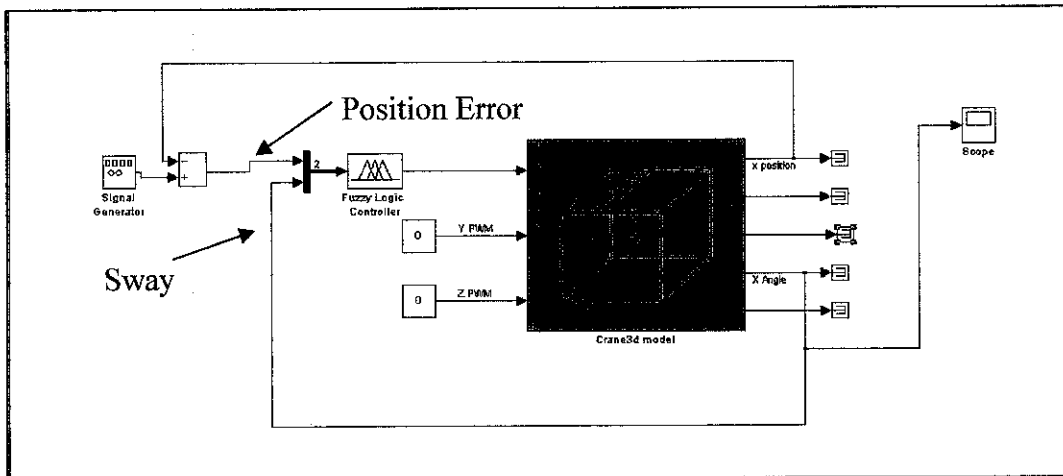 Position Error
Signal
Generator
2
Fuzzy Logic
Controller
x position
Scope
Sway
0
Y PWM
0
Z PWM
X Angle
Crane3d model